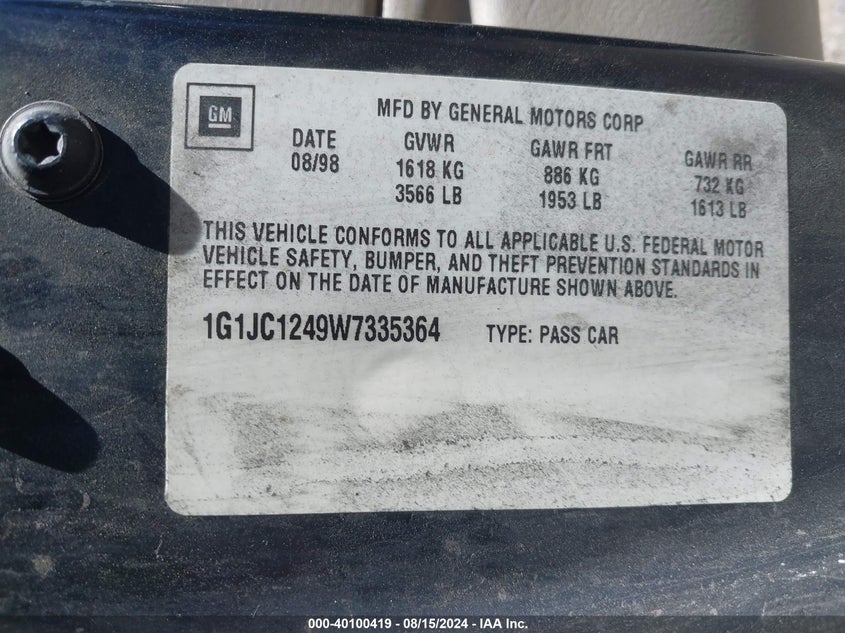 GM
MFD BY GENERAL MOTORS CORP
DATE GVWR GAWR FRT GAWR RR
08/98 1618 KG 886 KG 732 KG
3566 LB 1953 LB 1613 LB
THIS VEHICLE CONFORMS TO ALL APPLICABLE U.S. FEDERAL MOTOR
VEHICLE SAFETY, BUMPER, AND THEFT PREVENTION STANDARDS IN
EFFECT ON THE DATE OF MANUFACTURE SHOWN ABOVE.
1G1JC1249W7335364 TYPE: PASS CAR
000-40100419 - 08/15/2024 - IAA Inc.